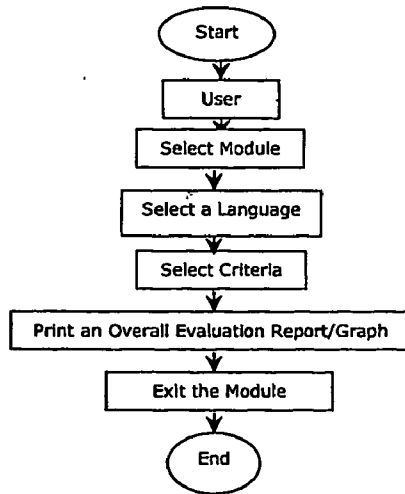 Start
User
Select Module
Select a Language
Select Criteria
Print an Overall Evaluation Report/Graph
Exit the Module
End